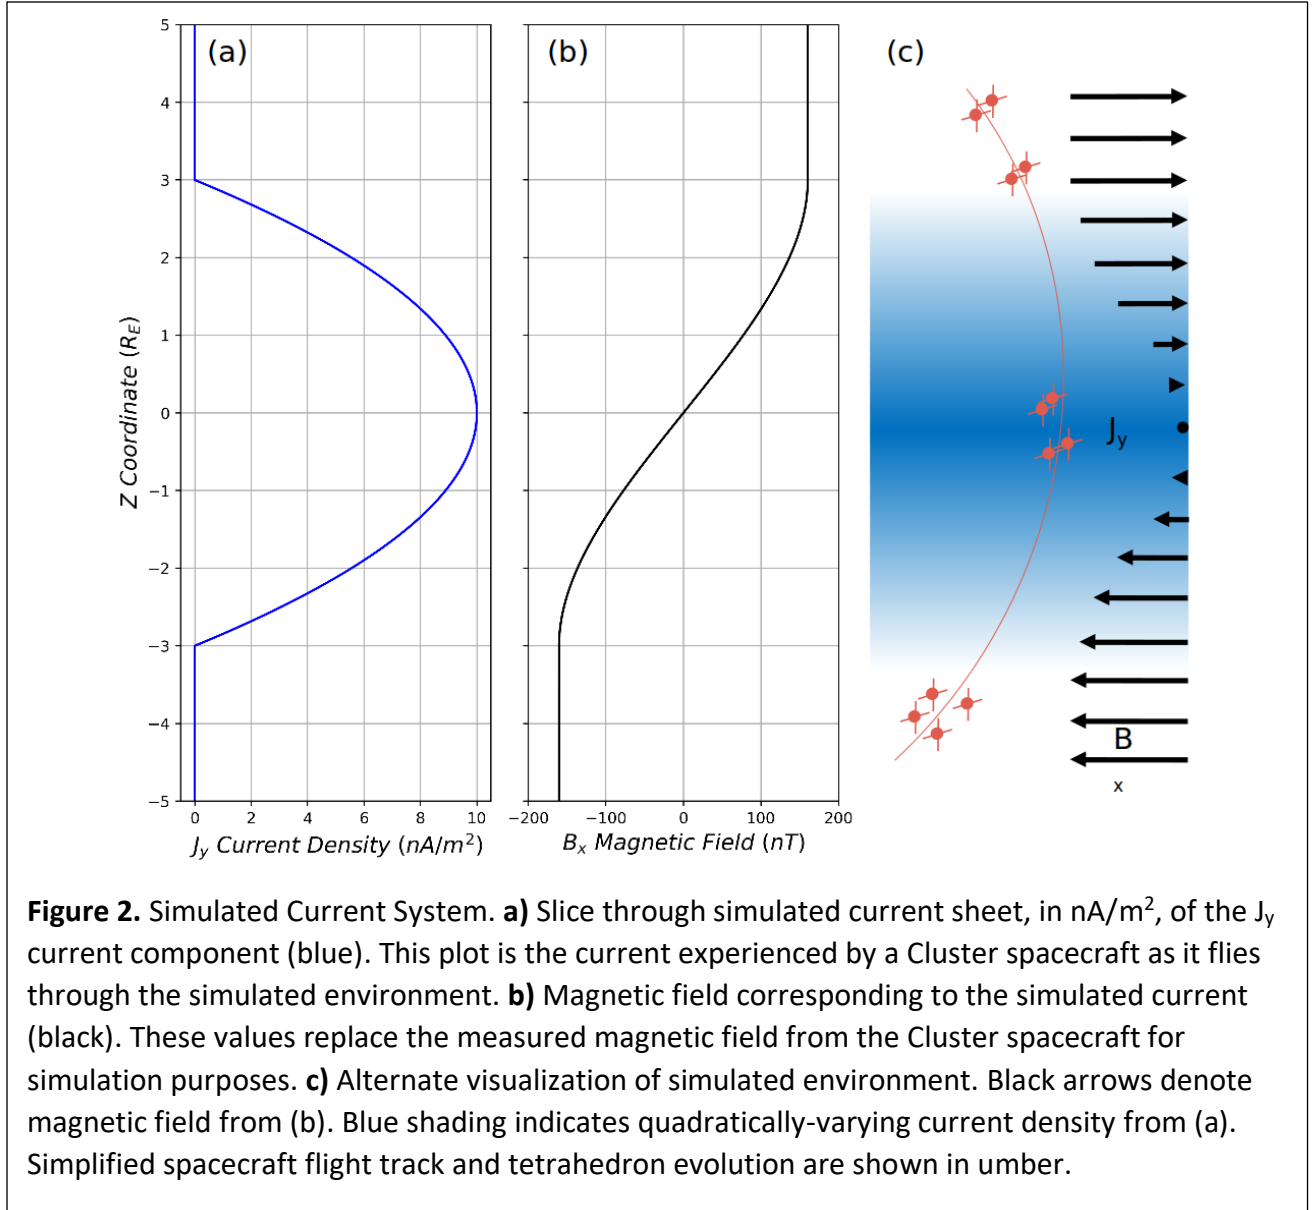 (a)
(b)
(c)
5
4
3
2
1
0
−1
−2
−3
−4
−5
Z Coordinate (R_E)
0 2 4 6 8 10
J_y Current Density (nA/m²)
−200 −100 0 100 200
B_x Magnetic Field (nT)
J_y
B
x
Figure 2. Simulated Current System. a) Slice through simulated current sheet, in nA/m², of the J_y
current component (blue). This plot is the current experienced by a Cluster spacecraft as it flies
through the simulated environment. b) Magnetic field corresponding to the simulated current
(black). These values replace the measured magnetic field from the Cluster spacecraft for
simulation purposes. c) Alternate visualization of simulated environment. Black arrows denote
magnetic field from (b). Blue shading indicates quadratically-varying current density from (a).
Simplified spacecraft flight track and tetrahedron evolution are shown in umber.